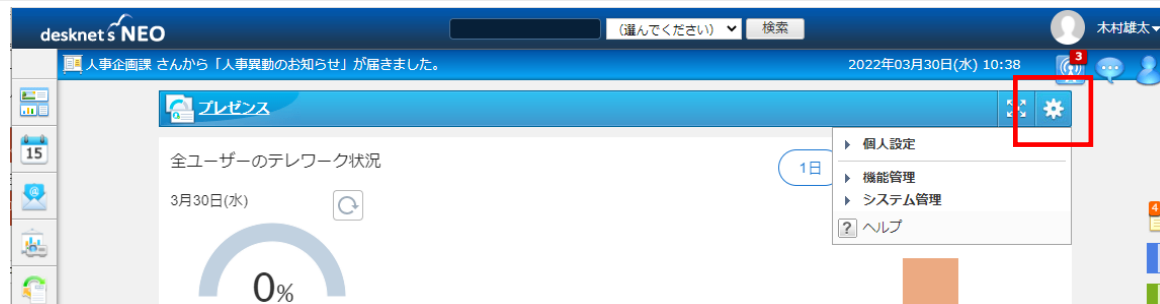 desknet's NEO
(選んでください)
検索
木村雄太
人事企画課 さんから「人事異動のお知らせ」が届きました。
2022年03月30日(水) 10:38
3
プレゼンス
15
全ユーザーのテレワーク状況
1日
個人設定
機能管理
システム管理
? ヘルプ
3月30日(水)
4
0%